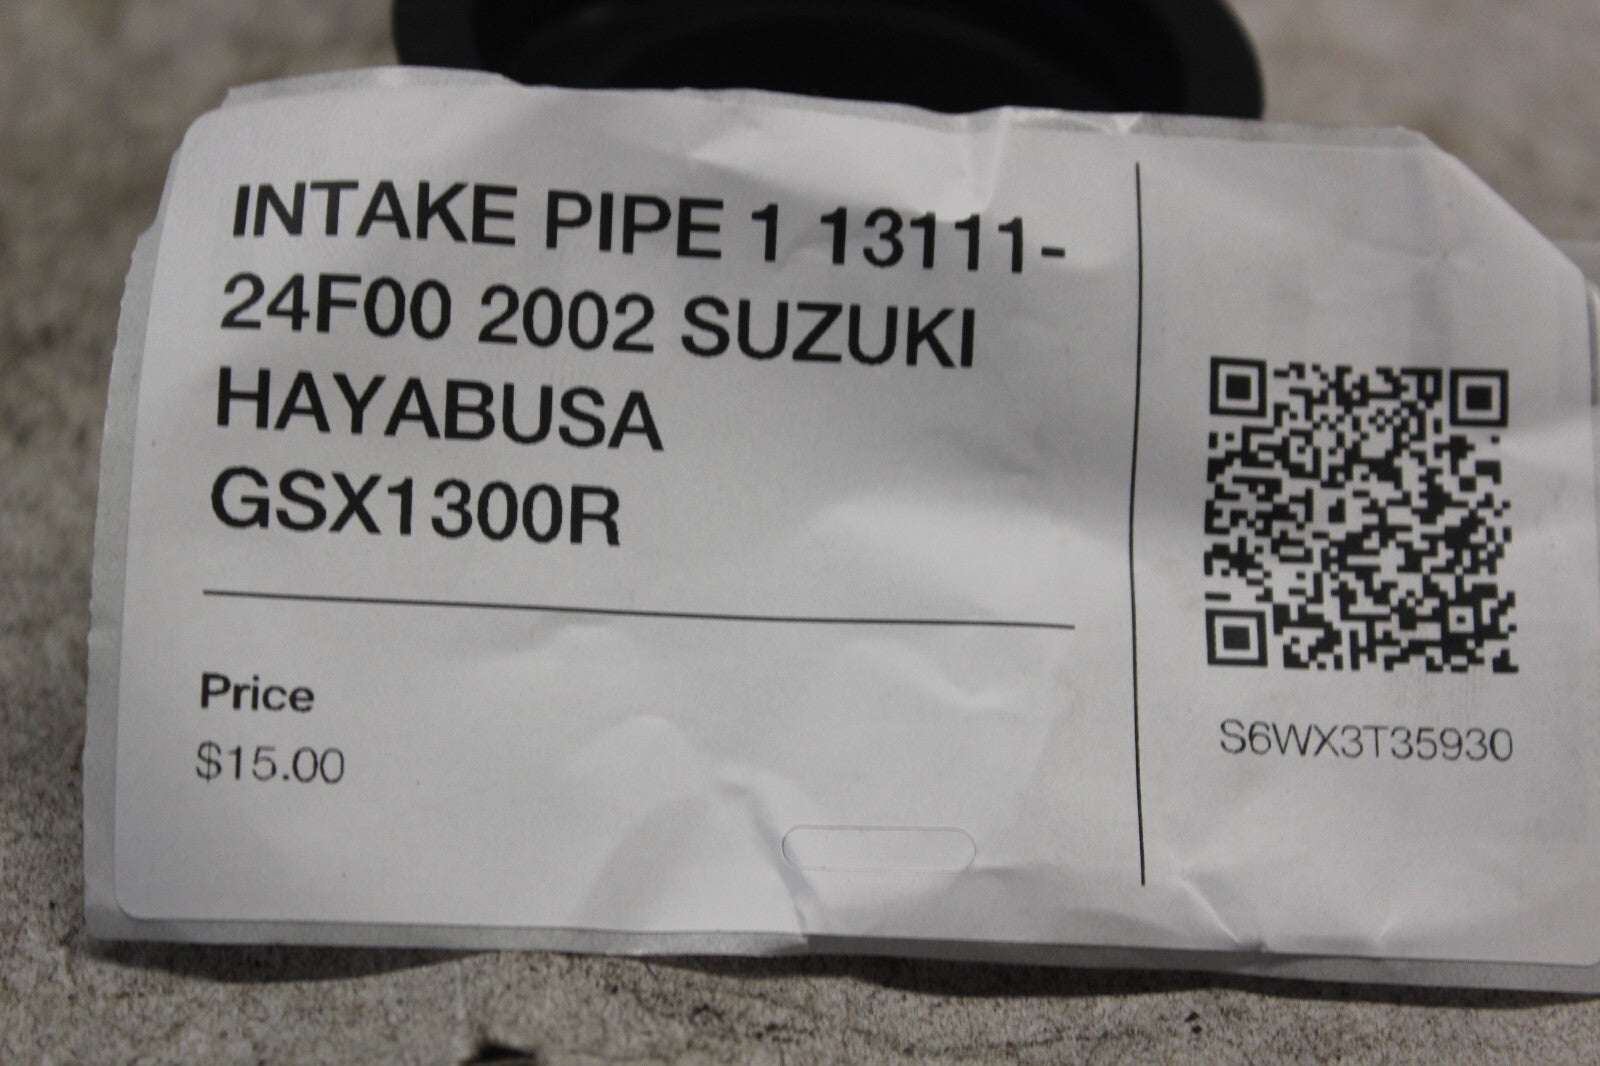 INTAKE PIPE 1 13111-
24F00 2002 SUZUKI
HAYABUSA
GSX1300R
Price
$15.00
S6WX3T35930